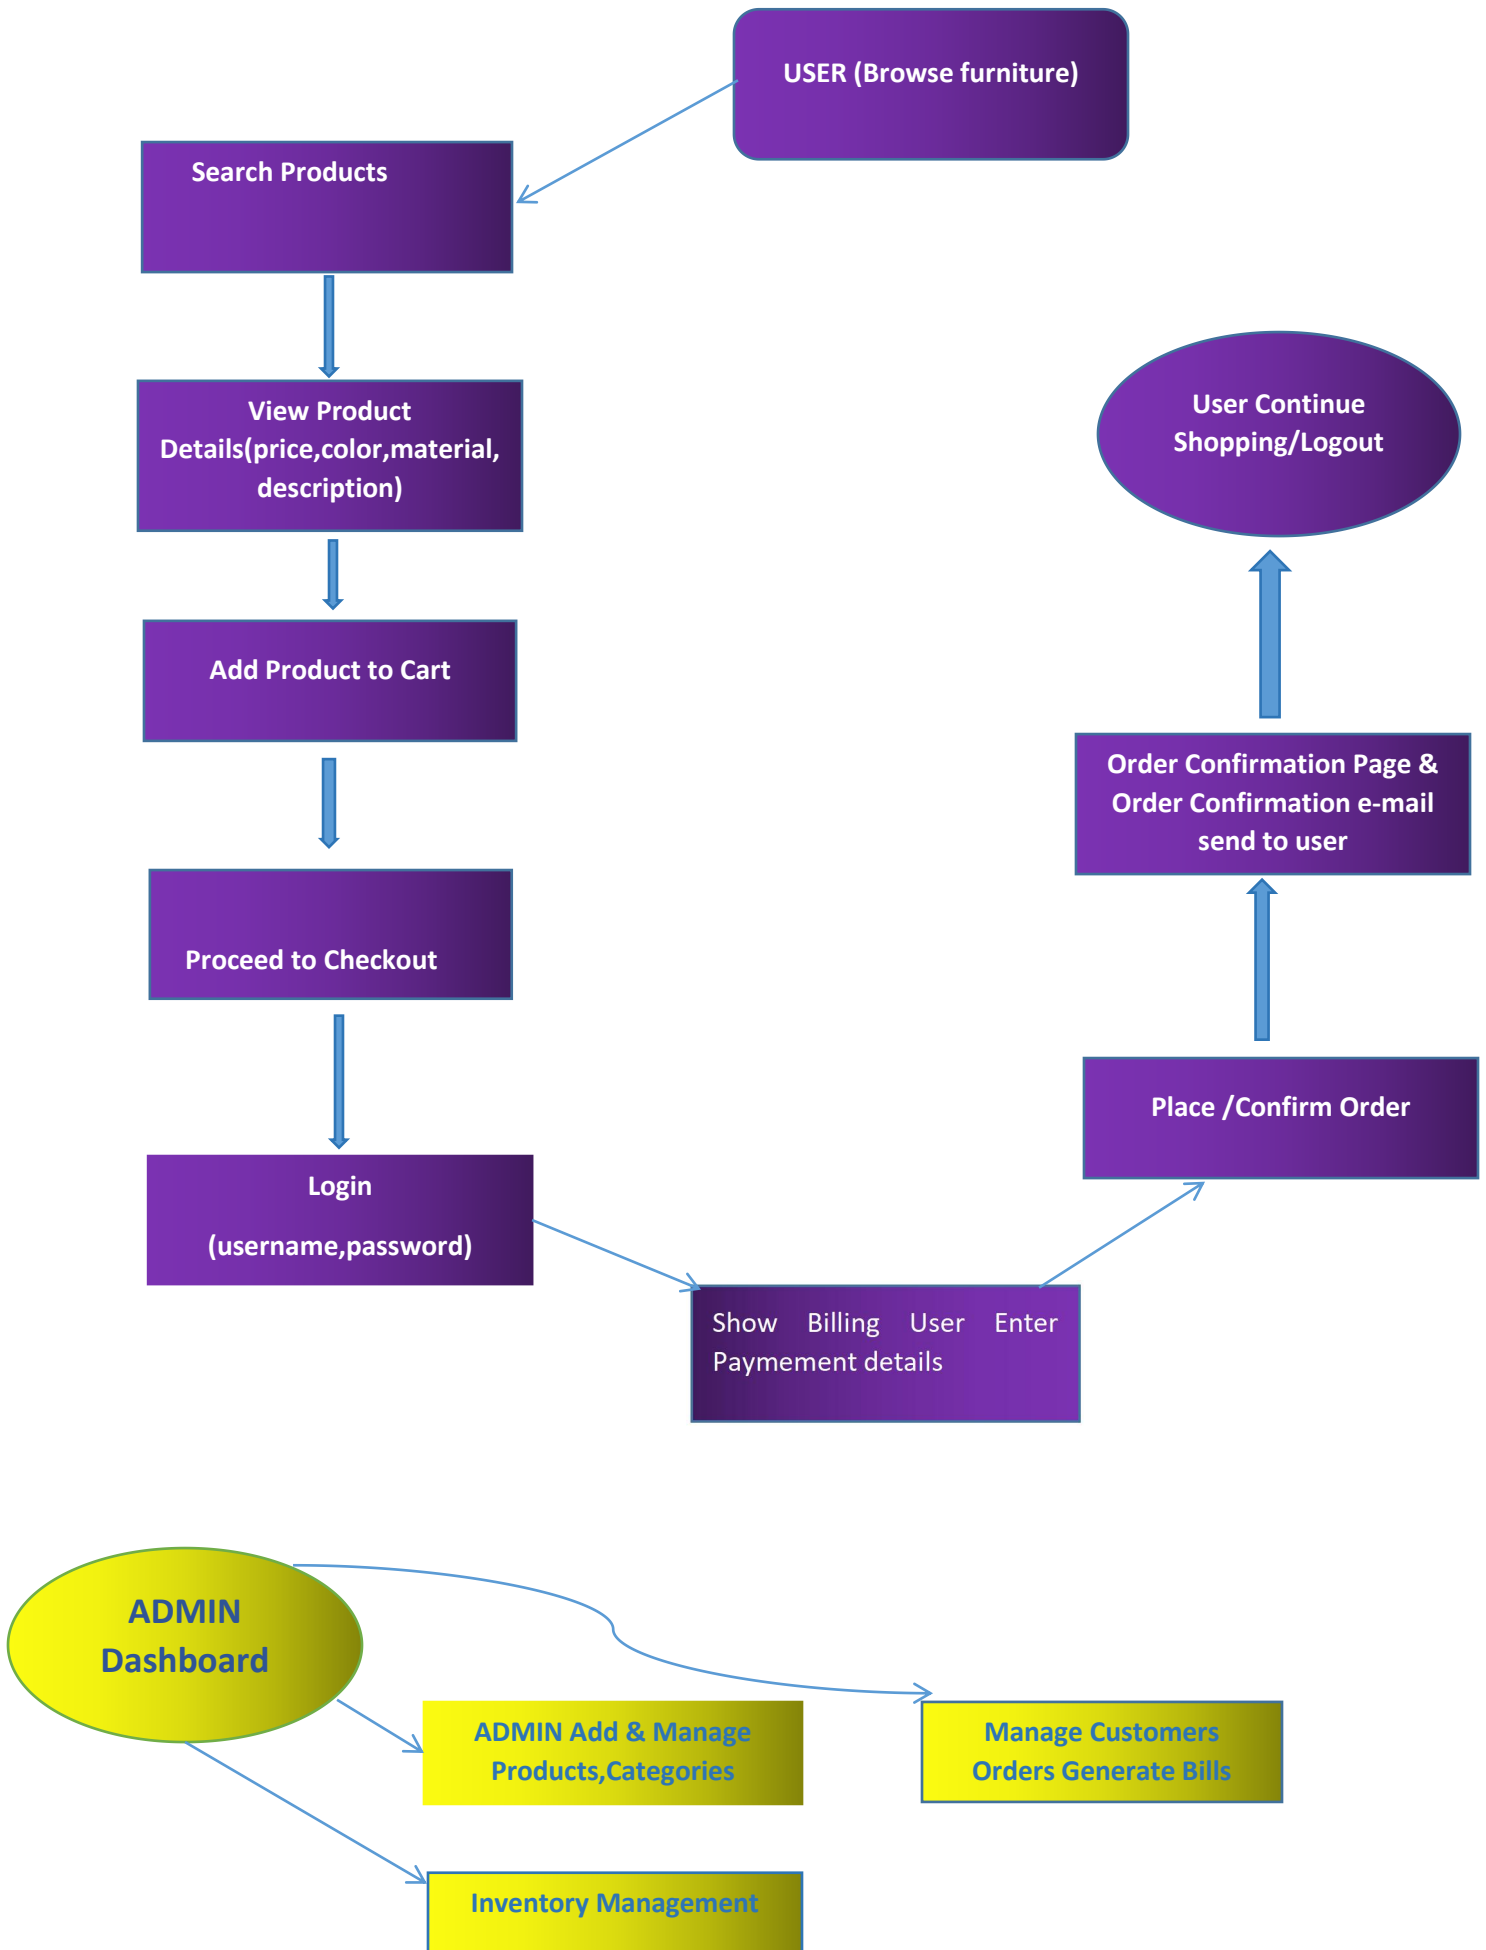 USER (Browse furniture)
Search Products
View Product
Details(price,color,material,
description)
Add Product to Cart
Proceed to Checkout
Login
(username,password)
Show Billing User Enter
Paymement details
Place /Confirm Order
Order Confirmation Page &
Order Confirmation e-mail
send to user
User Continue
Shopping/Logout
ADMIN
Dashboard
ADMIN Add & Manage
Products,Categories
Manage Customers
Orders Generate Bills
Inventory Management